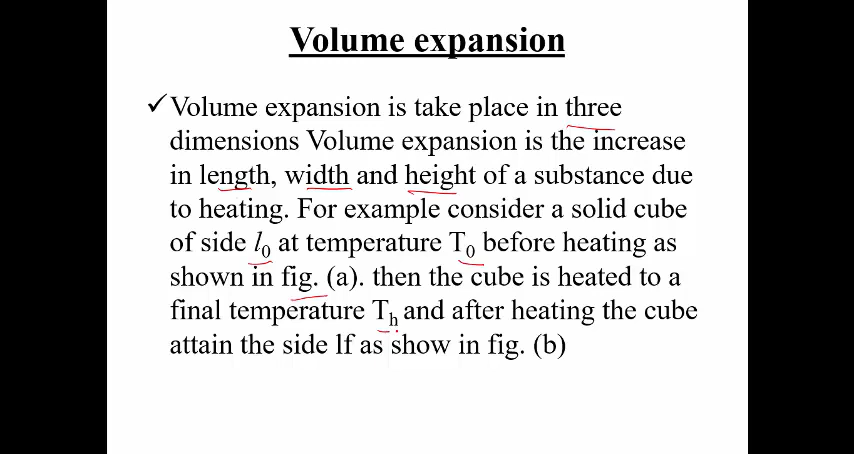 Volume expansion
✓Volume expansion is take place in three
dimensions Volume expansion is the increase
in length, width and height of a substance due
to heating. For example consider a solid cube
of side l₀ at temperature T₀ before heating as
shown in fig. (a). then the cube is heated to a
final temperature Tₕ and after heating the cube
attain the side lf as show in fig. (b)